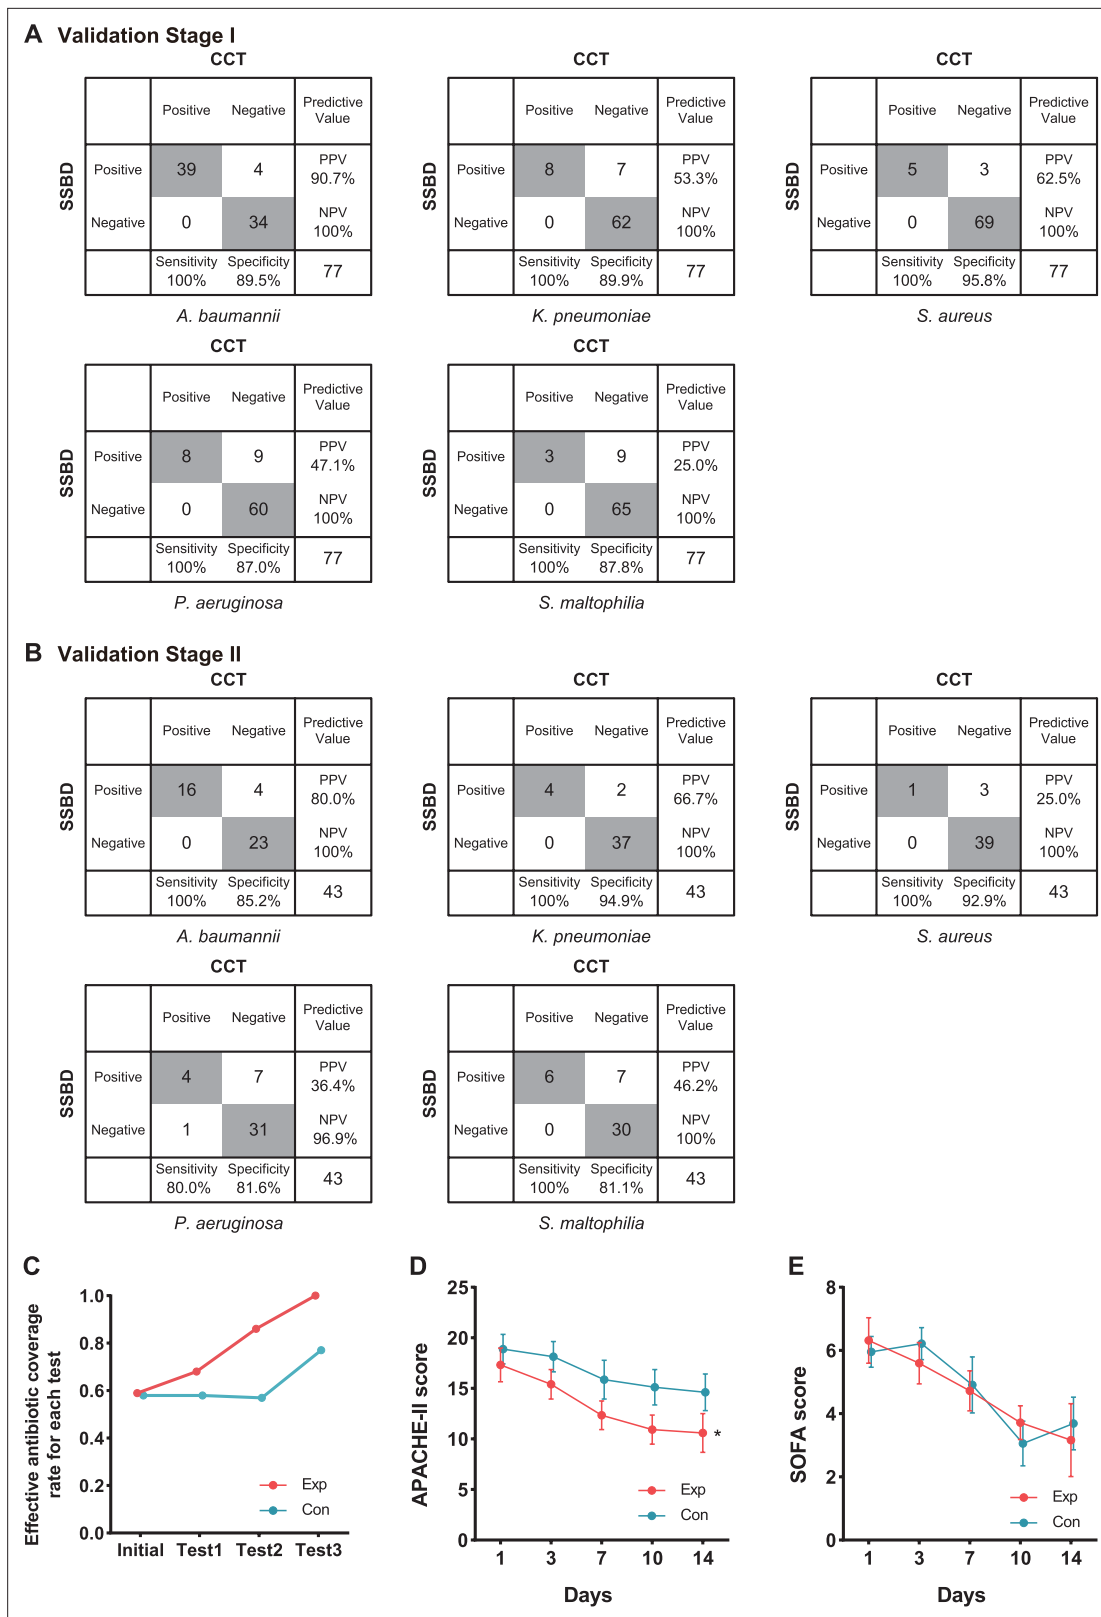 A Validation Stage I
CCT CCT CCT
Positive Negative Predictive Value
SSBD
Positive 39 4 PPV 90.7%
Negative 0 34 NPV 100%
Sensitivity 100% Specificity 89.5% 77
A. baumannii
Positive Negative Predictive Value
SSBD
Positive 8 7 PPV 53.3%
Negative 0 62 NPV 100%
Sensitivity 100% Specificity 89.9% 77
K. pneumoniae
Positive Negative Predictive Value
SSBD
Positive 5 3 PPV 62.5%
Negative 0 69 NPV 100%
Sensitivity 100% Specificity 95.8% 77
S. aureus
CCT
Positive Negative Predictive Value
SSBD
Positive 8 9 PPV 47.1%
Negative 0 60 NPV 100%
Sensitivity 100% Specificity 87.0% 77
P. aeruginosa
CCT
Positive Negative Predictive Value
SSBD
Positive 3 9 PPV 25.0%
Negative 0 65 NPV 100%
Sensitivity 100% Specificity 87.8% 77
S. maltophilia
B Validation Stage II
CCT
Positive Negative Predictive Value
SSBD
Positive 16 4 PPV 80.0%
Negative 0 23 NPV 100%
Sensitivity 100% Specificity 85.2% 43
A. baumannii
CCT
Positive Negative Predictive Value
SSBD
Positive 4 2 PPV 66.7%
Negative 0 37 NPV 100%
Sensitivity 100% Specificity 94.9% 43
K. pneumoniae
CCT
Positive Negative Predictive Value
SSBD
Positive 1 3 PPV 25.0%
Negative 0 39 NPV 100%
Sensitivity 100% Specificity 92.9% 43
S. aureus
CCT
Positive Negative Predictive Value
SSBD
Positive 4 7 PPV 36.4%
Negative 1 31 NPV 96.9%
Sensitivity 80.0% Specificity 81.6% 43
P. aeruginosa
CCT
Positive Negative Predictive Value
SSBD
Positive 6 7 PPV 46.2%
Negative 0 30 NPV 100%
Sensitivity 100% Specificity 81.1% 43
S. maltophilia
C
Effective antibiotic coverage
rate for each test
1.0
0.8
0.6
0.4
0.2
0.0
Exp
Con
Initial Test1 Test2 Test3
D
APACHE-II score
25
20
15
10
5
0
*
Exp
Con
1 3 7 10 14
Days
E
SOFA score
8
6
4
2
0
Exp
Con
1 3 7 10 14
Days